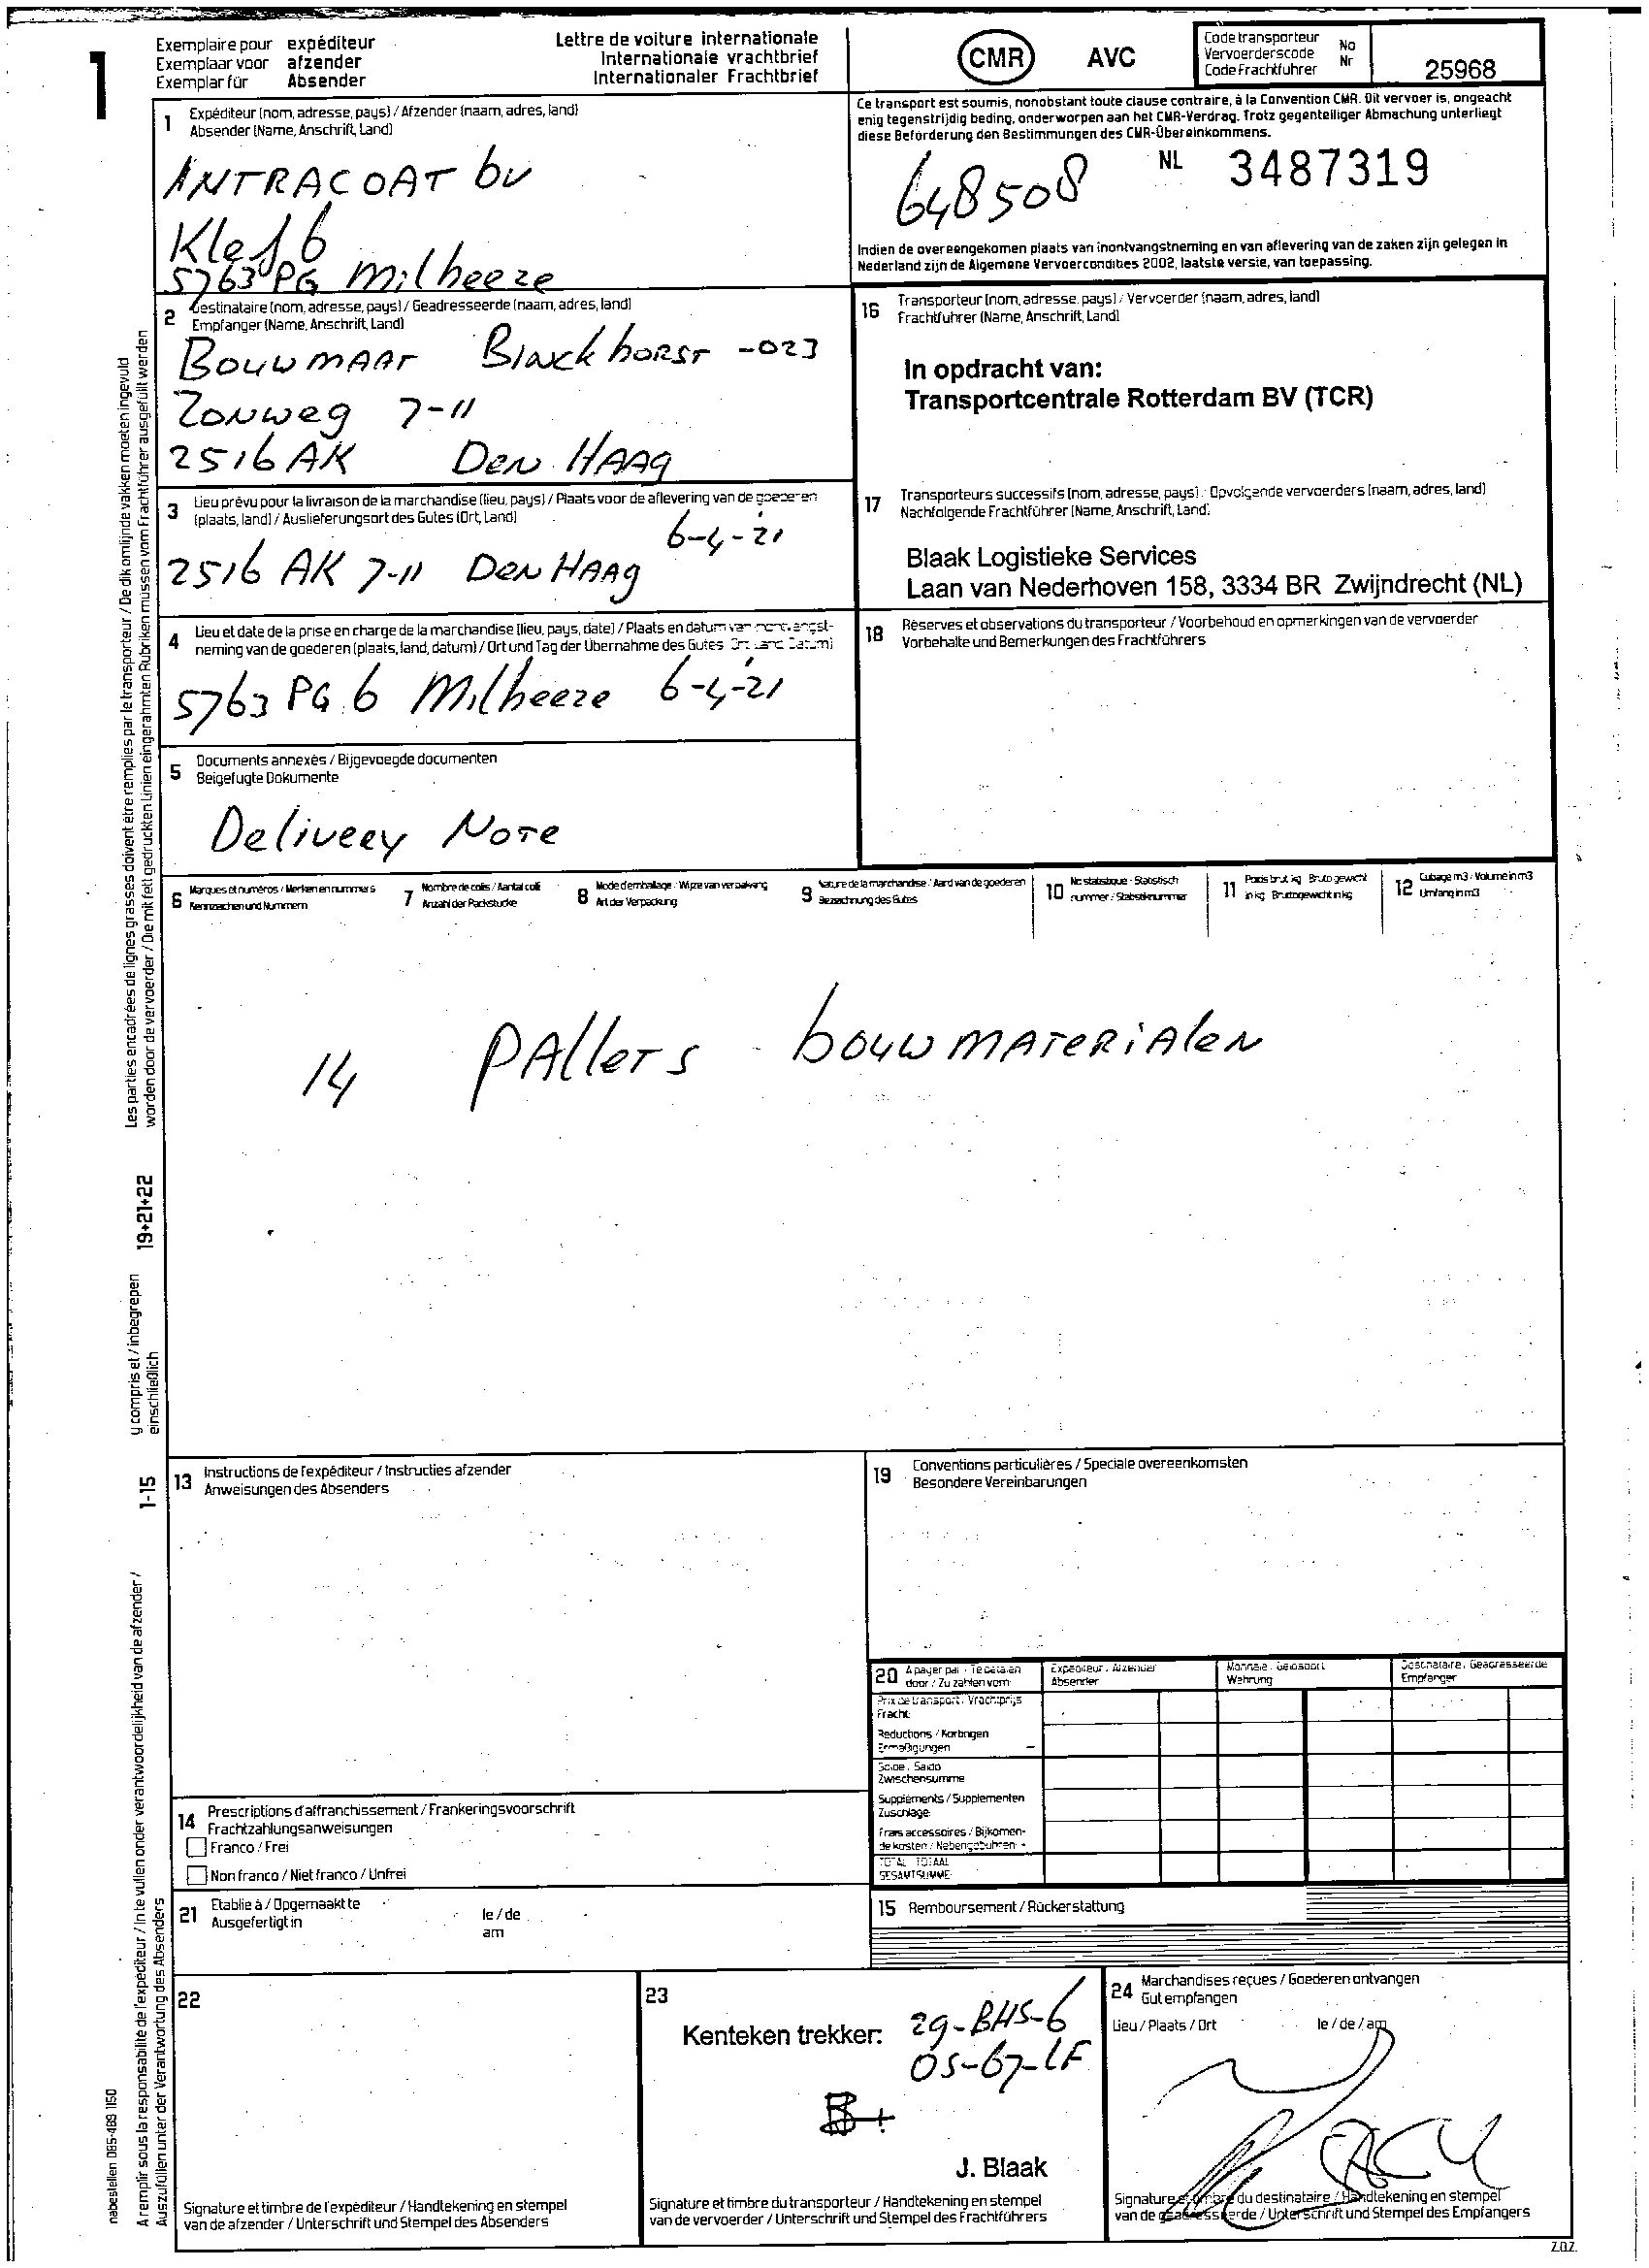 1
Exemplaire pour expéditeur
Exemplaar voor afzender
Exemplar für Absender
Lettre de voiture internationale
Internationale vrachtbrief
Internationaler Frachtbrief
CMR AVC
Code transporteur
Vervoerderscode
Code Frachtfuhrer
No
Nr
25968
Ce transport est soumis, nonobstant toute clause contraire, à la Convention CMR. Dit vervoer is, ongeacht
enig tegenstrijdig beding, onderworpen aan het CMR-Verdrag. Trotz gegenteiliger Abmachung unterliegt
diese Beforderung den Bestimmungen des CMR-Übereinkommens.
648508 NL 3487319
Indien de overeengekomen plaats van inontvangstneming en van aflevering van de zaken zijn gelegen in
Nederland zijn de Algemene Vervoercondities 2002, laatste versie, van toepassing.
1 Expéditeur (nom, adresse, pays) / Afzender (naam, adres, land)
Absender (Name, Anschrift, Land)
INTRACOAT bv
Klef 6
5763 PG Milheeze
2 Destinataire (nom, adresse, pays) / Geadresseerde (naam, adres, land)
Empfanger (Name, Anschrift, Land)
Bouwmaat Binckhorst -023
Zonweg 7-11
2516 AK Den Haag
16 Transporteur (nom, adresse, pays) / Vervoerder (naam, adres, land)
Frachtfuhrer (Name, Anschrift, Land)
In opdracht van:
Transportcentrale Rotterdam BV (TCR)
3 Lieu prévu pour la livraison de la marchandise (lieu, pays) / Plaats voor de aflevering van de goederen
(plaats, land) / Auslieferungsort des Gutes (Ort, Land)
6-4-21
2516 AK 7-11 Den Haag
17 Transporteurs successifs (nom, adresse, pays) / Opvolgende vervoerders (naam, adres, land)
Nachfolgende Frachtführer (Name, Anschrift, Land)
Blaak Logistieke Services
Laan van Nederhoven 158, 3334 BR Zwijndrecht (NL)
4 Lieu et date de la prise en charge de la marchandise (lieu, pays, date) / Plaats en datum van inontvangst-
neming van de goederen (plaats, land, datum) / Ort und Tag der Übernahme des Gutes (Ort, Land, Datum)
5763 PG 6 Milheeze 6-4-21
18 Réserves et observations du transporteur / Voorbehoud en opmerkingen van de vervoerder
Vorbehalte und Bemerkungen des Frachtführers
5 Documents annexés / Bijgevoegde documenten
Beigefugte Dokumente
Delivery Note
6 Marques et numéros / Merken en nummers
Kennzeichen und Nummern
7 Nombre de colis / Aantal colli
Anzahl der Packstucke
8 Mode d'emballage / Wijze van verpakking
Art der Verpackung
9 Nature de la marchandise / Aard van de goederen
Bezeichnung des Gutes
10 No statistique / Statistisch
nummer / Statistiknummer
11 Poids brut, kg / Bruto gewicht
in kg / Bruttogewicht in kg
12 Cubage m3 / Volume in m3
Umfang in m3
14 PAllets bouwmaterialen
13 Instructions de l'expéditeur / Instructies afzender
Anweisungen des Absenders
19 Conventions particulières / Speciale overeenkomsten
Besondere Vereinbarungen
20 A payer par / Te betalen
door / Zu zahlen vom
Expéditeur / Afzender
Absender
Monnaie / Geldsoort
Wahrung
Destinataire / Geadresseerde
Empfanger
Prix de transport / Vrachtprijs
Fracht
Reductions / Kortingen
Ermaßigungen −
Solde / Saldo
Zwischensumme
Suppléments / Supplementen
Zuschlage
Frais accessoires / Bijkomen-
de kosten / Nebengebuhren +
TOTAL TOTAAL
GESAMTSUMME
14 Prescriptions d'affranchissement / Frankeringsvoorschrift
Frachtzahlungsanweisungen
Franco / Frei
Non franco / Niet franco / Unfrei
21 Etablie à / Opgemaakt te
Ausgefertigt in
le / de
am
15 Remboursement / Rückerstattung
22
Signature et timbre de l'expéditeur / Handtekening en stempel
van de afzender / Unterschrift und Stempel des Absenders
23
Kenteken trekker: 29-BHS-6
OS-67-LF
J. Blaak
Signature et timbre du transporteur / Handtekening en stempel
van de vervoerder / Unterschrift und Stempel des Frachtführers
24 Marchandises reçues / Goederen ontvangen
Gut empfangen
Lieu / Plaats / Ort le / de / am
Signature et timbre du destinataire / Handtekening en stempel
van de geadresseerde / Unterschrift und Stempel des Empfangers
Z.O.Z.
Les parties encadrées de lignes grasses doivent être remplies par le transporteur / De dik omlijnde vakken moeten ingevuld
worden door de vervoerder / Die mit fett gedruckten Linien eingerahmten Rubriken müssen vom Frachtführer ausgefüllt werden
19+21+22
y compris et / inbegrepen
einschließlich
1-15
A remplir sous la responsabilité de l'expéditeur / In te vullen onder verantwoordelijkheid van de afzender /
Auszufüllen unter der Verantwortung des Absenders
nabestellen 085-489 1150